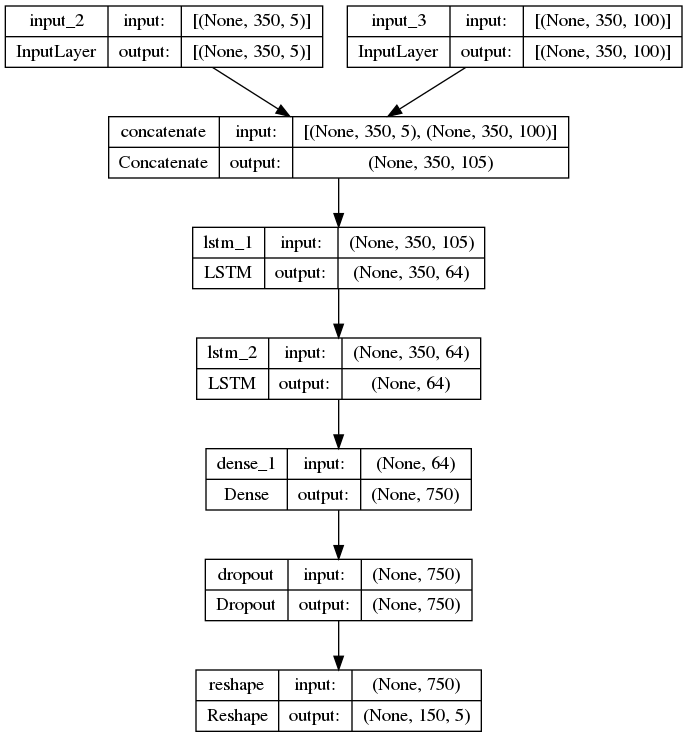 input_2 input: [(None, 350, 5)]
InputLayer output: [(None, 350, 5)]
input_3 input: [(None, 350, 100)]
InputLayer output: [(None, 350, 100)]
concatenate input: [(None, 350, 5), (None, 350, 100)]
Concatenate output: (None, 350, 105)
lstm_1 input: (None, 350, 105)
LSTM output: (None, 350, 64)
lstm_2 input: (None, 350, 64)
LSTM output: (None, 64)
dense_1 input: (None, 64)
Dense output: (None, 750)
dropout input: (None, 750)
Dropout output: (None, 750)
reshape input: (None, 750)
Reshape output: (None, 150, 5)